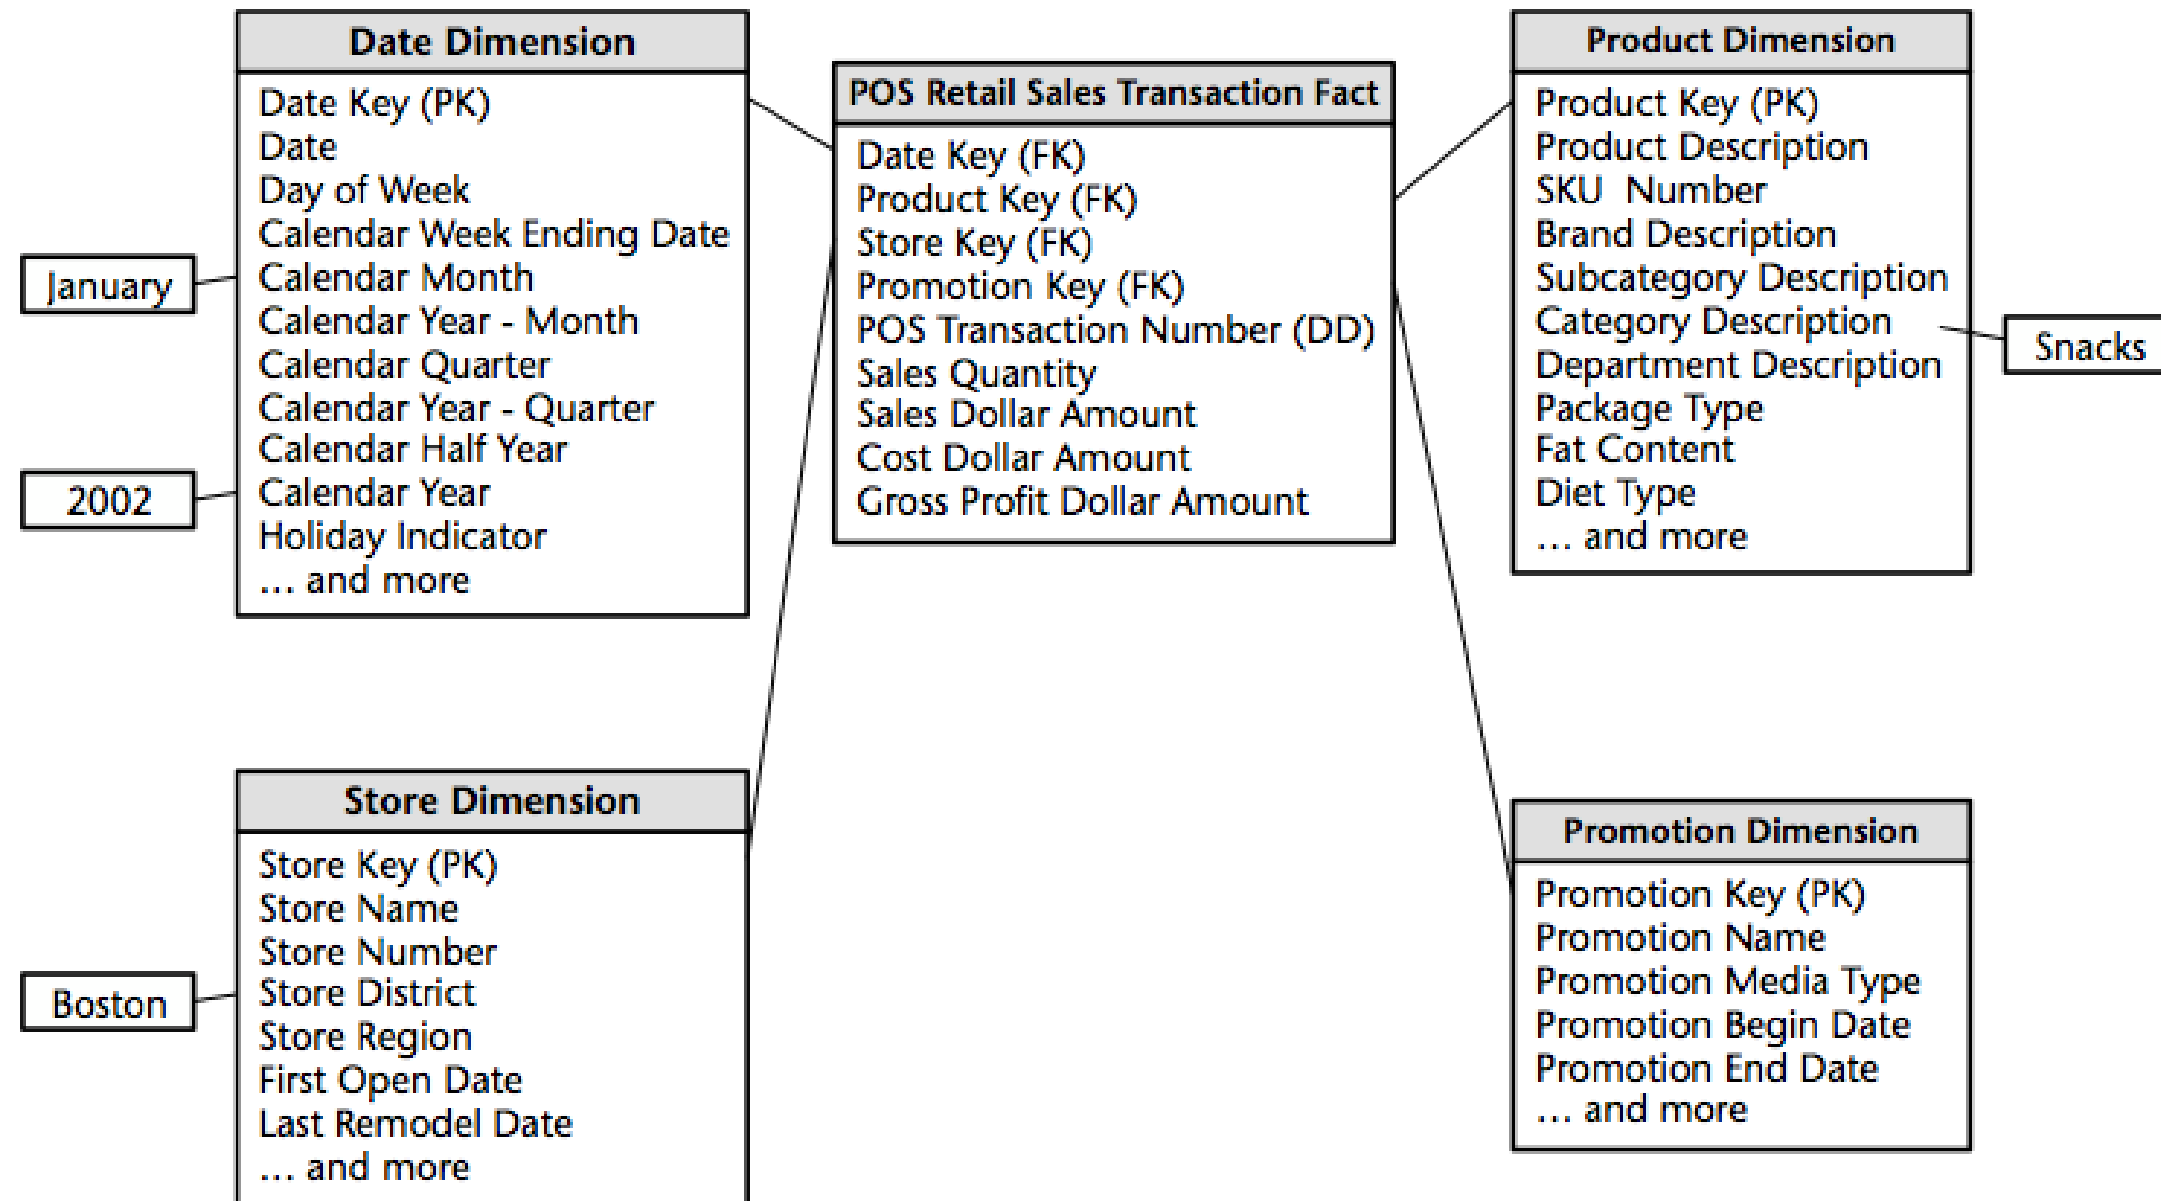 Date Dimension
Date Key (PK)
Date
Day of Week
Calendar Week Ending Date
Calendar Month
Calendar Year - Month
Calendar Quarter
Calendar Year - Quarter
Calendar Half Year
Calendar Year
Holiday Indicator
... and more
January
2002
POS Retail Sales Transaction Fact
Date Key (FK)
Product Key (FK)
Store Key (FK)
Promotion Key (FK)
POS Transaction Number (DD)
Sales Quantity
Sales Dollar Amount
Cost Dollar Amount
Gross Profit Dollar Amount
Product Dimension
Product Key (PK)
Product Description
SKU Number
Brand Description
Subcategory Description
Category Description
Department Description
Package Type
Fat Content
Diet Type
... and more
Snacks
Store Dimension
Store Key (PK)
Store Name
Store Number
Store District
Store Region
First Open Date
Last Remodel Date
... and more
Boston
Promotion Dimension
Promotion Key (PK)
Promotion Name
Promotion Media Type
Promotion Begin Date
Promotion End Date
... and more